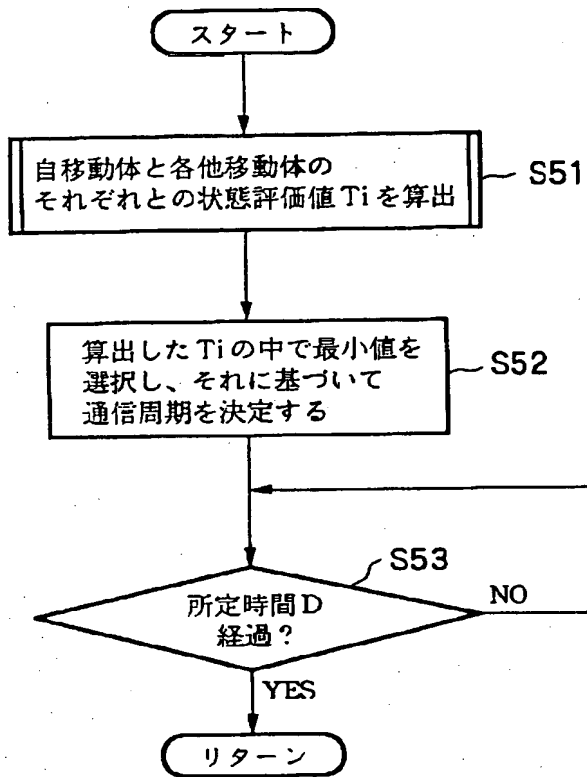 スタート
自移動体と各他移動体の
それぞれとの状態評価値Tiを算出
S51
算出したTiの中で最小値を
選択し、それに基づいて
通信周期を決定する
S52
S53
所定時間D
経過?
NO
YES
リターン